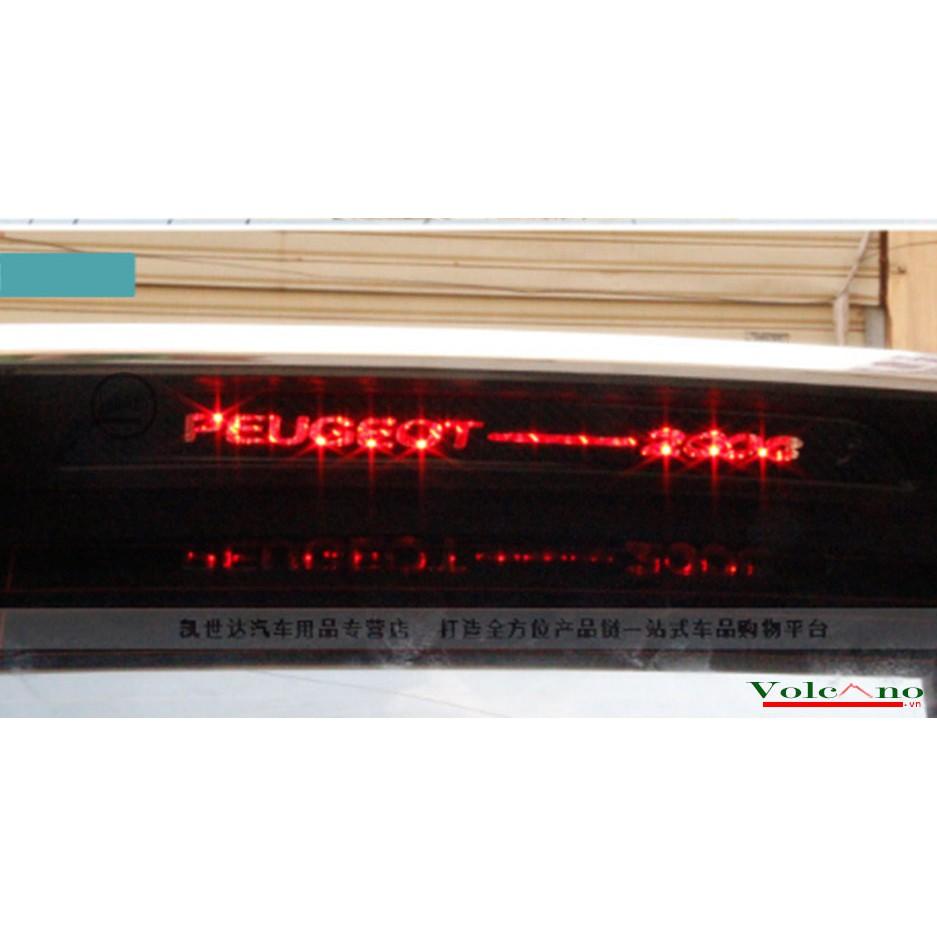 PEUGEOT 3008
凯世达汽车用品专营店 打造全方位产品链一站式车品购物平台
Volcano
.vn